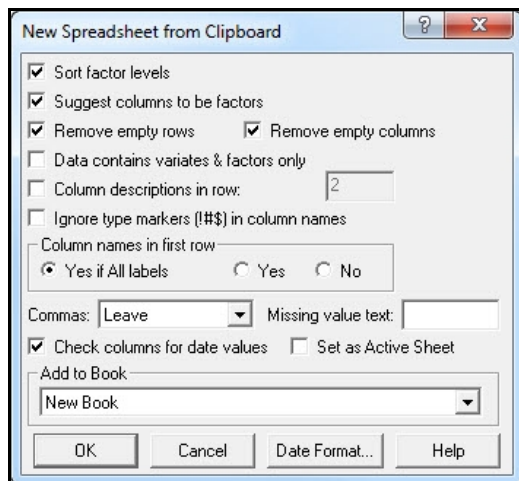 New Spreadsheet from Clipboard
Sort factor levels
Suggest columns to be factors
Remove empty rows Remove empty columns
Data contains variates & factors only
Column descriptions in row: 2
Ignore type markers (!#$) in column names
Column names in first row
Yes if All labels Yes No
Commas: Leave Missing value text:
Check columns for date values Set as Active Sheet
Add to Book
New Book
OK Cancel Date Format... Help